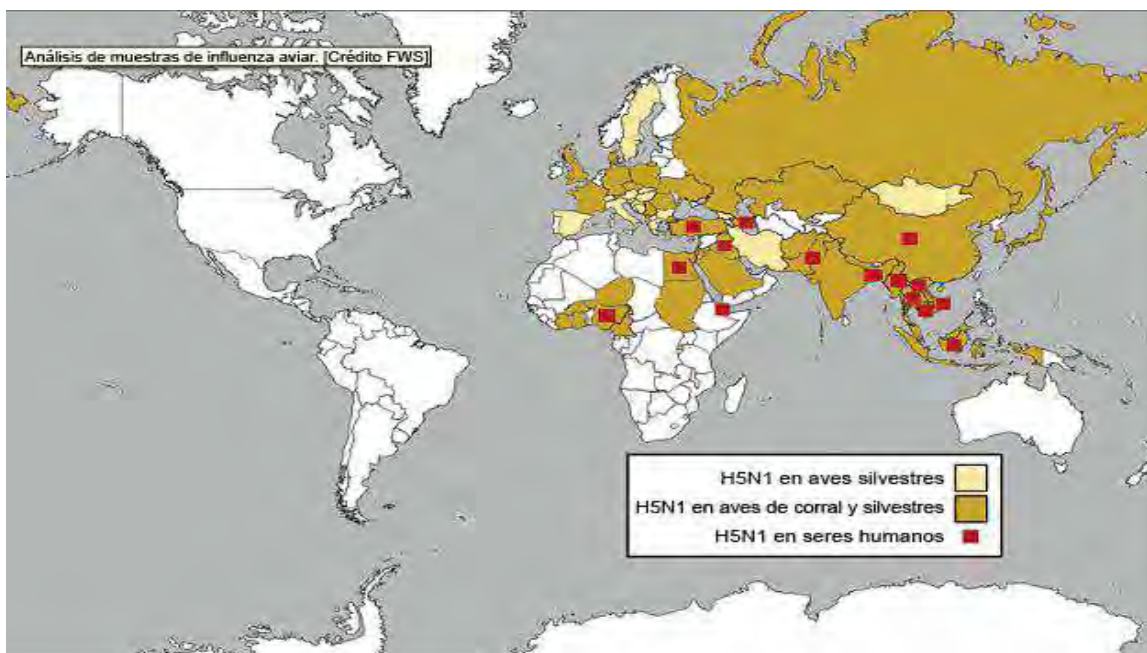 Análisis de muestras de influenza aviar. [Crédito FWS]
H5N1 en aves silvestres
H5N1 en aves de corral y silvestres
H5N1 en seres humanos